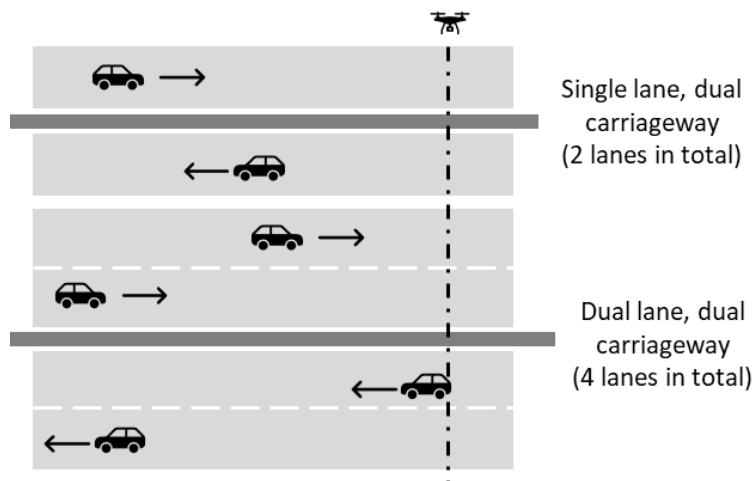 Single lane, dual
carriageway
(2 lanes in total)
Dual lane, dual
carriageway
(4 lanes in total)